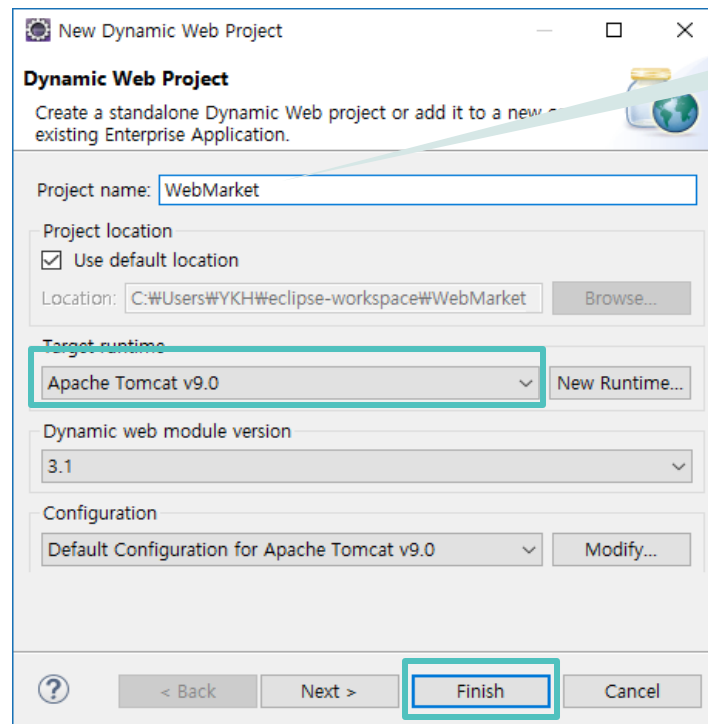 New Dynamic Web Project
Dynamic Web Project
Create a standalone Dynamic Web project or add it to a new
existing Enterprise Application.
Project name: WebMarket
Project location
Use default location
Location: C:₩Users₩YKH₩eclipse-workspace₩WebMarket Browse...
Target runtime
Apache Tomcat v9.0 New Runtime...
Dynamic web module version
3.1
Configuration
Default Configuration for Apache Tomcat v9.0 Modify...
? < Back Next > Finish Cancel